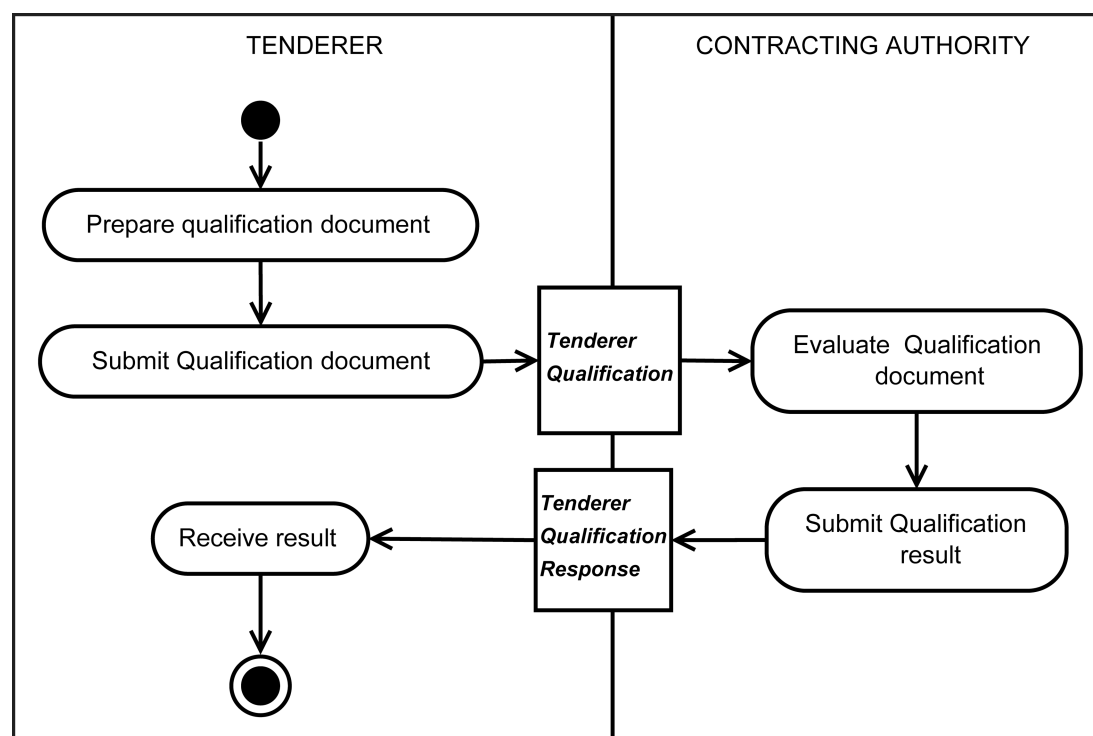 TENDERER
CONTRACTING AUTHORITY
Prepare qualification document
Submit Qualification document
Tenderer
Qualification
Evaluate Qualification
document
Submit Qualification
result
Tenderer
Qualification
Response
Receive result